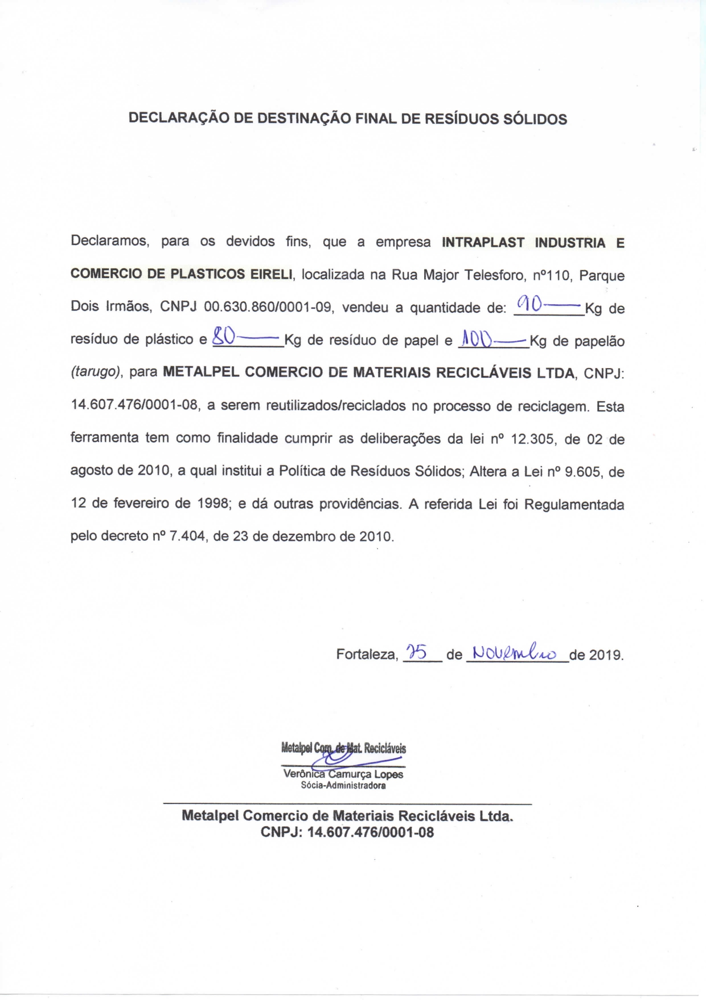 DECLARAÇÃO DE DESTINAÇÃO FINAL DE RESÍDUOS SÓLIDOS
Declaramos, para os devidos fins, que a empresa INTRAPLAST INDUSTRIA E
COMERCIO DE PLASTICOS EIRELI, localizada na Rua Major Telesforo, nº110, Parque
Dois Irmãos, CNPJ 00.630.860/0001-09, vendeu a quantidade de: 90 Kg de
resíduo de plástico e 80 Kg de resíduo de papel e 100 Kg de papelão
(tarugo), para METALPEL COMERCIO DE MATERIAIS RECICLÁVEIS LTDA, CNPJ:
14.607.476/0001-08, a serem reutilizados/reciclados no processo de reciclagem. Esta
ferramenta tem como finalidade cumprir as deliberações da lei nº 12.305, de 02 de
agosto de 2010, a qual institui a Política de Resíduos Sólidos; Altera a Lei nº 9.605, de
12 de fevereiro de 1998; e dá outras providências. A referida Lei foi Regulamentada
pelo decreto nº 7.404, de 23 de dezembro de 2010.
Fortaleza, 25 de Novembro de 2019.
Metalpel Com. de Mat. Recicláveis
Verônica Camurça Lopes
Sócia-Administradora
Metalpel Comercio de Materiais Recicláveis Ltda.
CNPJ: 14.607.476/0001-08